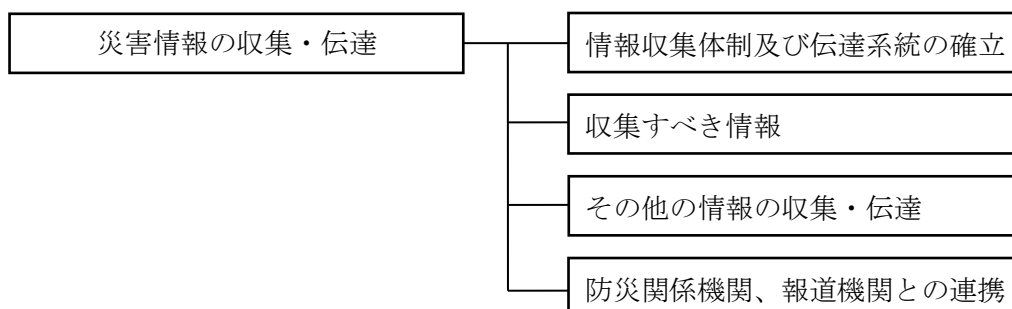 災害情報の収集・伝達
情報収集体制及び伝達系統の確立
収集すべき情報
その他の情報の収集・伝達
防災関係機関、報道機関との連携